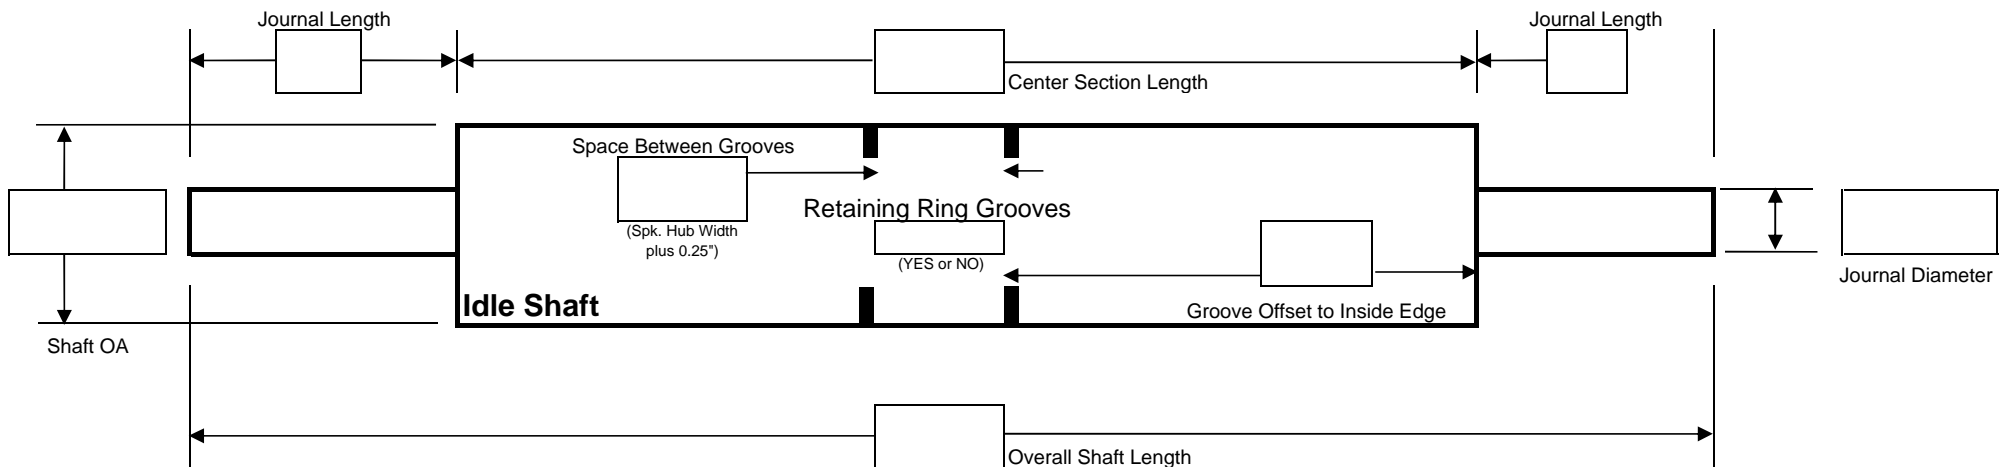 Journal Length
Journal Length
Center Section Length
Space Between Grooves
Retaining Ring Grooves
(Spk. Hub Width
plus 0.25")
(YES or NO)
Journal Diameter
Idle Shaft
Groove Offset to Inside Edge
Shaft OA
Overall Shaft Length